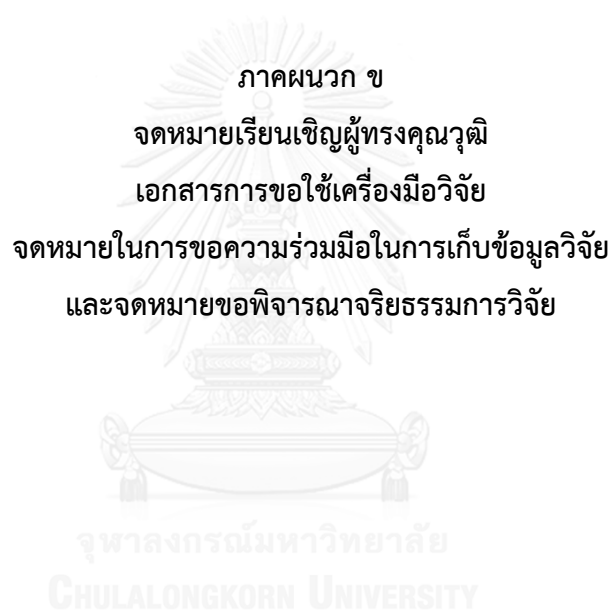 ภาคผนวก ข
จดหมายเรียนเชิญผู้ทรงคุณวุฒิ
เอกสารการขอใช้เครื่องมือวิจัย
จดหมายในการขอความร่วมมือในการเก็บข้อมูลวิจัย
และจดหมายขอพิจารณาจริยธรรมการวิจัย
จุฬาลงกรณ์มหาวิทยาลัย
CHULALONGKORN UNIVERSITY